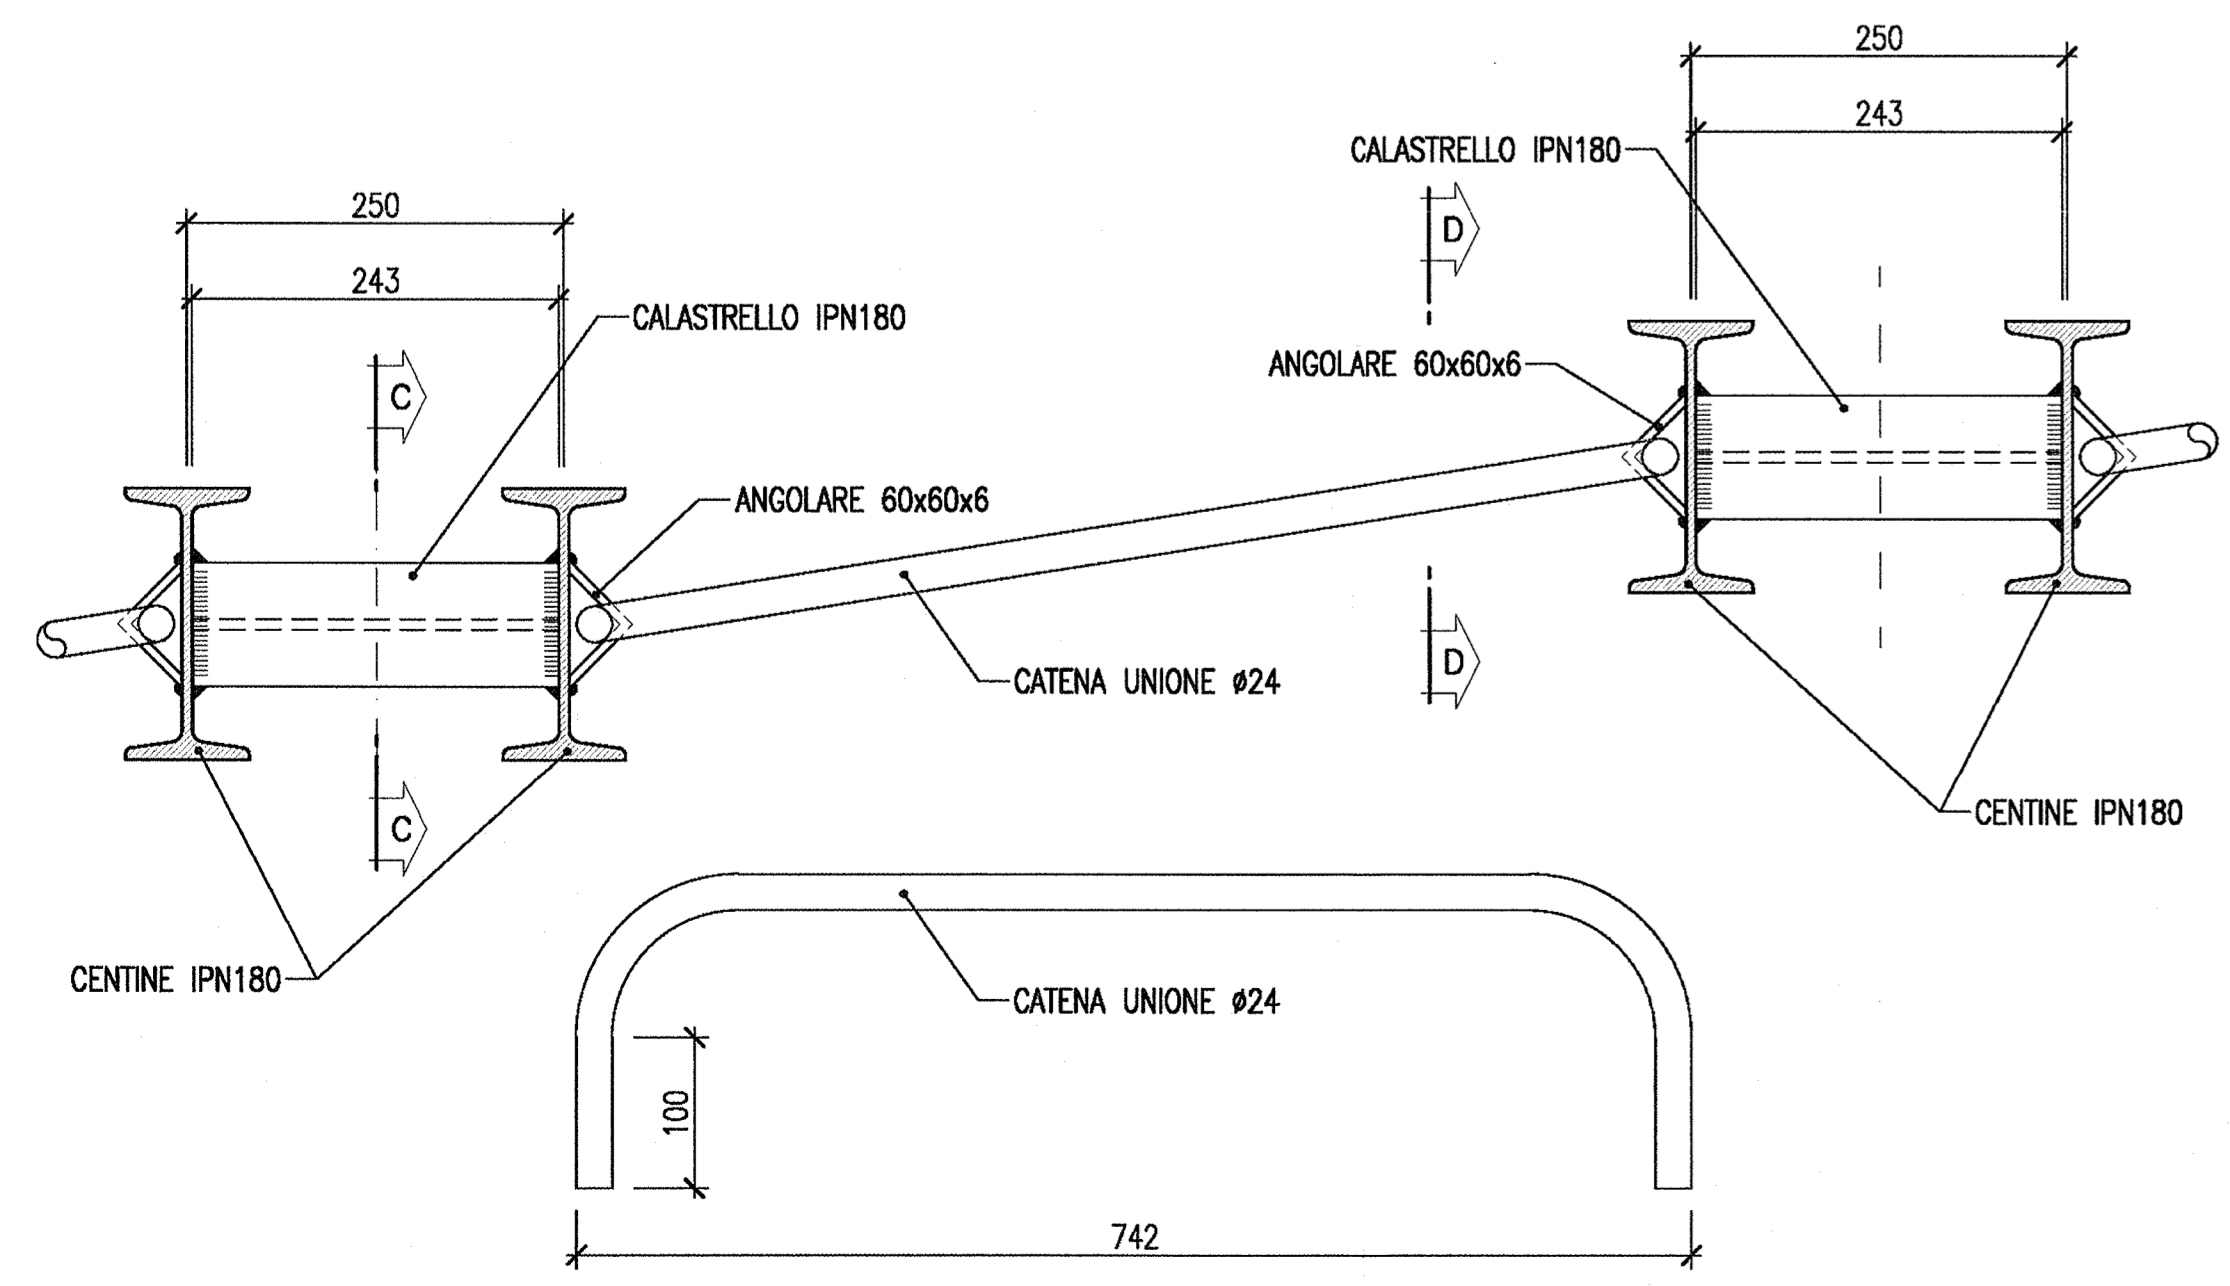 250
243
CALASTRELLO IPN180
D
250
243
CALASTRELLO IPN180
ANGOLARE 60x60x6
C
ANGOLARE 60x60x6
CATENA UNIONE ø24
D
CENTINE IPN180
C
CENTINE IPN180
CATENA UNIONE ø24
100
742